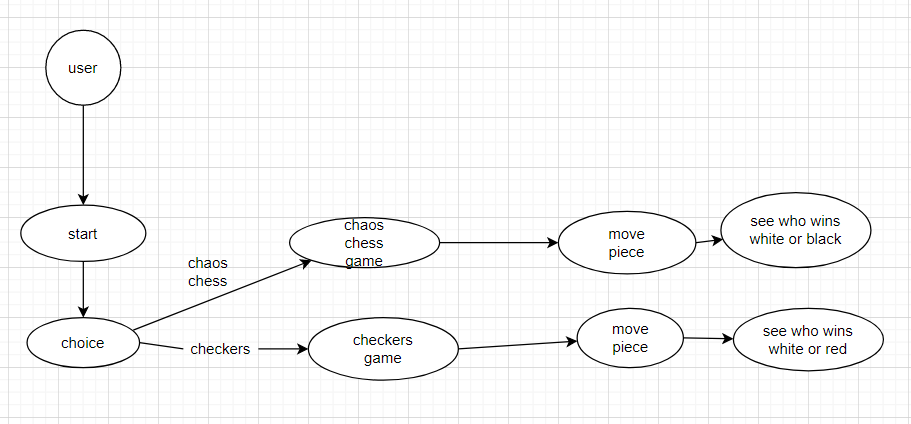 user
start
choice
chaos
chess
checkers
chaos
chess
game
move
piece
see who wins
white or black
checkers
game
move
piece
see who wins
white or red